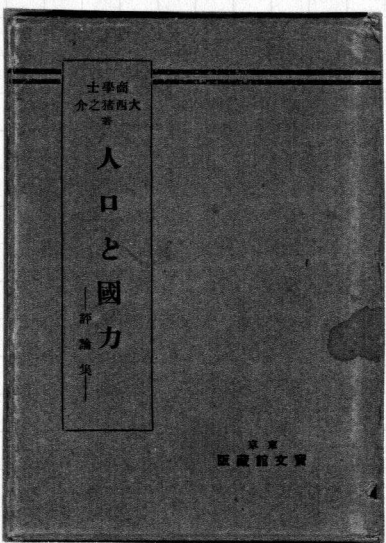 商學士
大西猪之介
著
人口と國力
—評論集—
東京
寶文館藏版